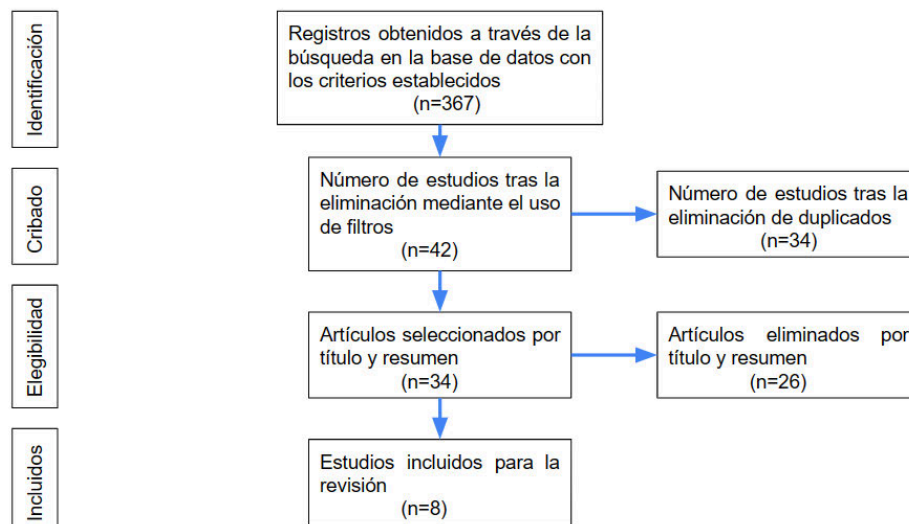 Identificación
Registros obtenidos a través de la
búsqueda en la base de datos con
los criterios establecidos
(n=367)
Cribado
Número de estudios tras la
eliminación mediante el uso
de filtros
(n=42)
Número de estudios tras la
eliminación de duplicados
(n=34)
Elegibilidad
Artículos seleccionados por
título y resumen
(n=34)
Artículos eliminados por
título y resumen
(n=26)
Incluidos
Estudios incluidos para la
revisión
(n=8)